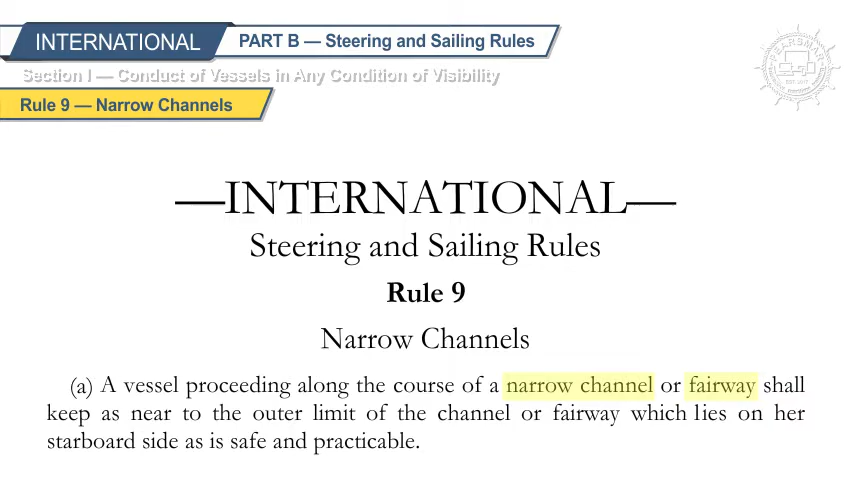 INTERNATIONAL PART B — Steering and Sailing Rules
Section I — Conduct of Vessels in Any Condition of Visibility
Rule 9 — Narrow Channels
PEARSMAN
—INTERNATIONAL—
Steering and Sailing Rules
Rule 9
Narrow Channels
(a) A vessel proceeding along the course of a narrow channel or fairway shall
keep as near to the outer limit of the channel or fairway which lies on her
starboard side as is safe and practicable.